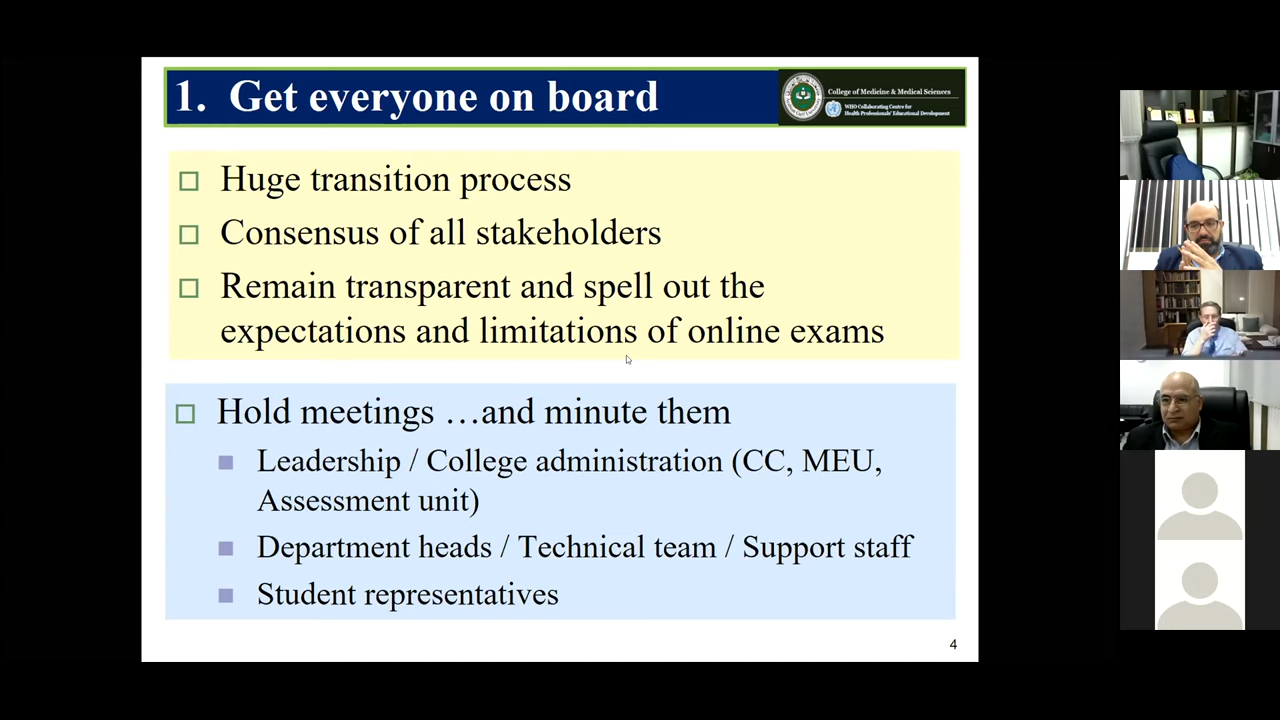 1. Get everyone on board
College of Medicine & Medical Sciences
WHO Collaborating Centre for
Health Professionals' Educational Development
Huge transition process
Consensus of all stakeholders
Remain transparent and spell out the
expectations and limitations of online exams
Hold meetings …and minute them
Leadership / College administration (CC, MEU,
Assessment unit)
Department heads / Technical team / Support staff
Student representatives
4